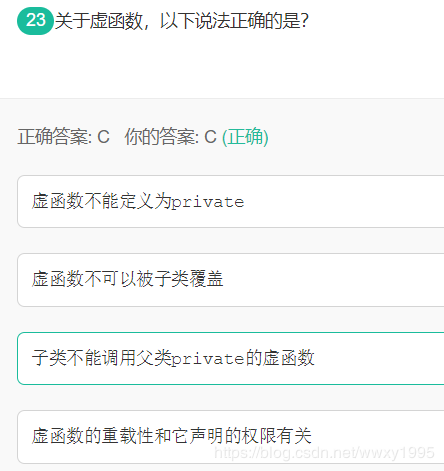 23 关于虚函数，以下说法正确的是？
正确答案: C 你的答案: C (正确)
虚函数不能定义为private
虚函数不可以被子类覆盖
子类不能调用父类private的虚函数
虚函数的重载性和它声明的权限有关
https://blog.csdn.net/wwxy1995